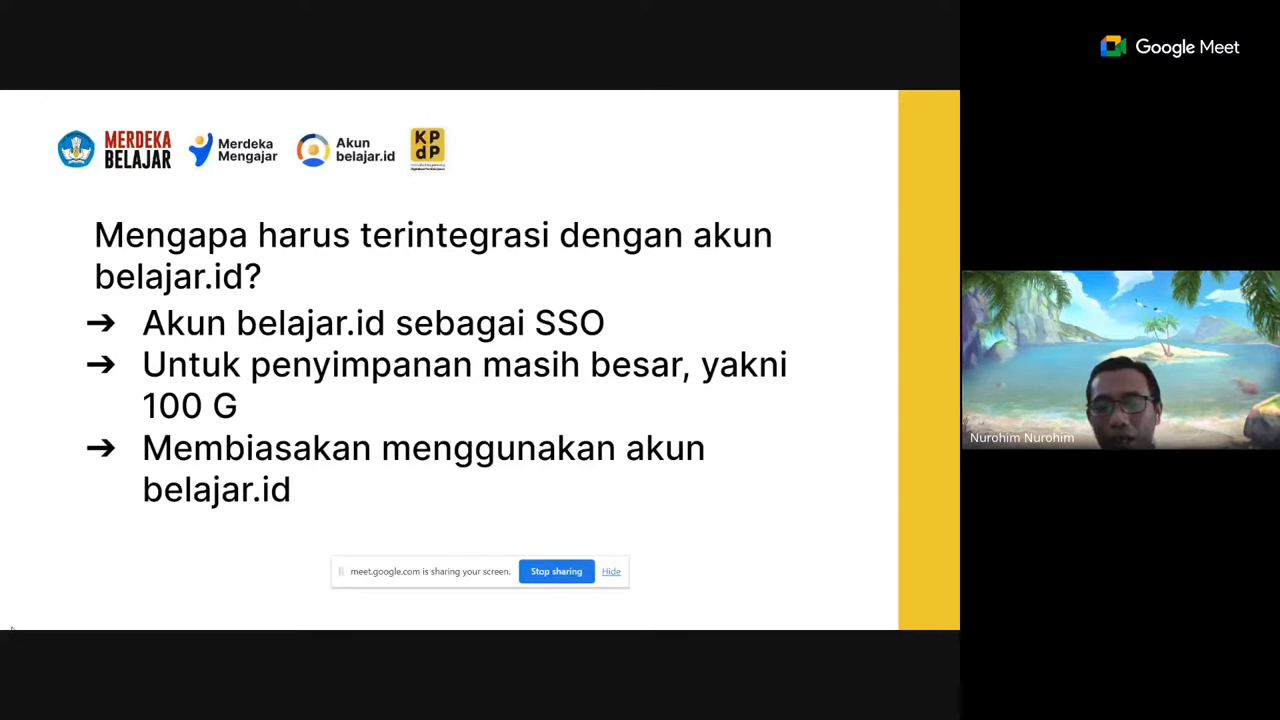 Google Meet
MERDEKA
BELAJAR
Merdeka
Mengajar
Akun
belajar.id
KP
dP
Mengapa harus terintegrasi dengan akun
belajar.id?
➔ Akun belajar.id sebagai SSO
➔ Untuk penyimpanan masih besar, yakni
100 G
➔ Membiasakan menggunakan akun
belajar.id
meet.google.com is sharing your screen. Stop sharing Hide
Nurohim Nurohim